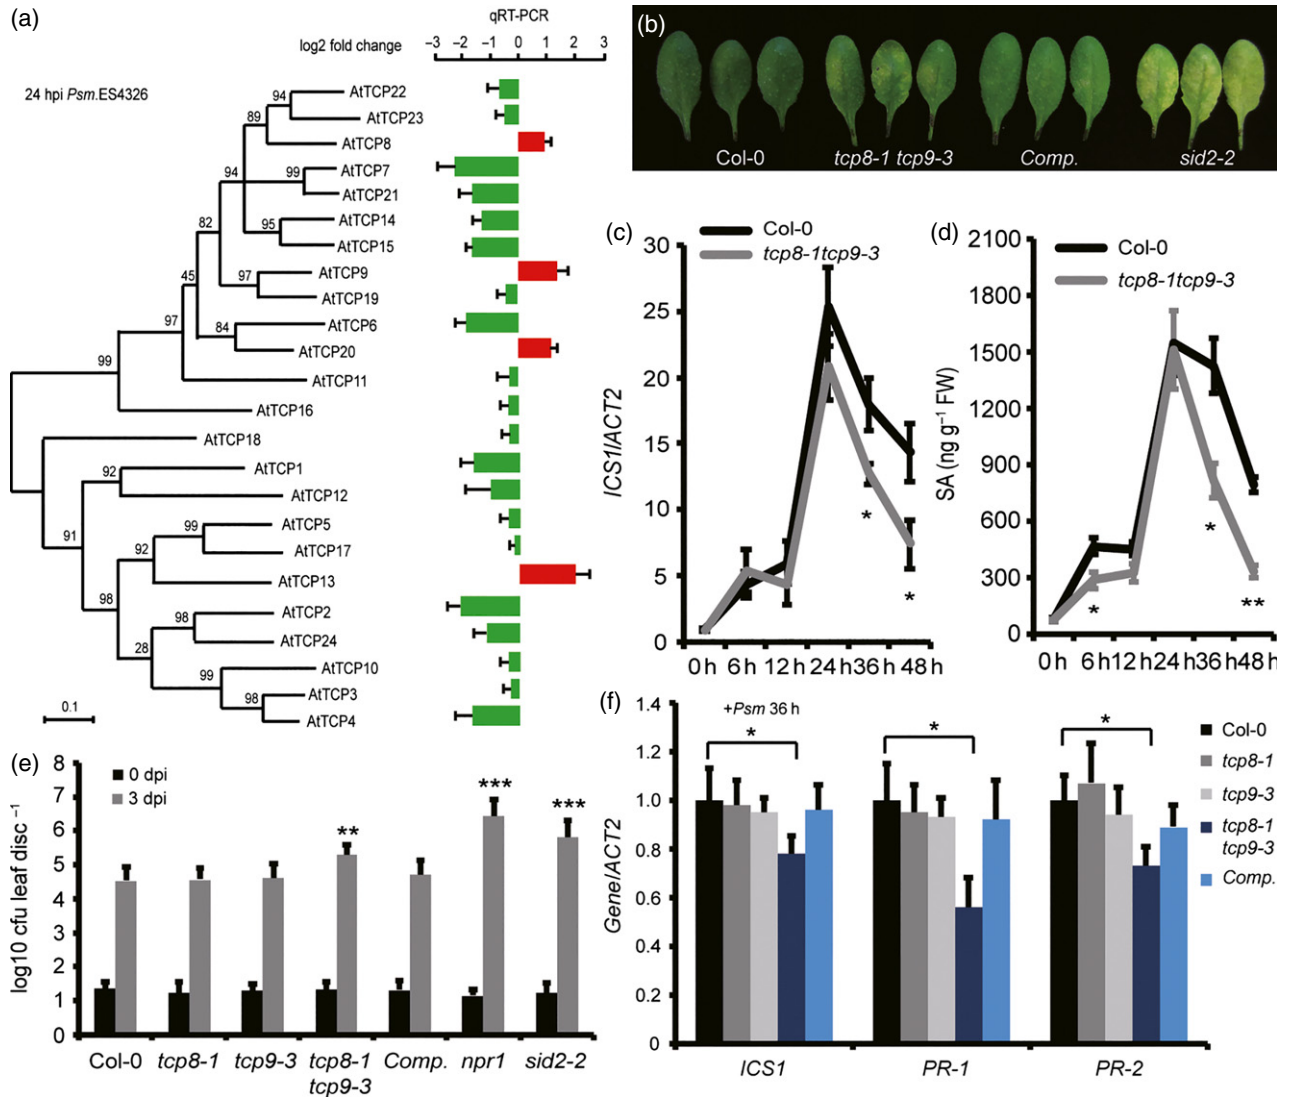 (a)
qRT-PCR
log2 fold change
−3 −2 −1 0 1 2 3
24 hpi Psm.ES4326
94 AtTCP22
89 AtTCP23
AtTCP8
94 99 AtTCP7
AtTCP21
82 95 AtTCP14
AtTCP15
45 97 AtTCP9
AtTCP19
97 84 AtTCP6
AtTCP20
99 AtTCP11
AtTCP16
AtTCP18
92 AtTCP1
AtTCP12
91 99 AtTCP5
92 AtTCP17
AtTCP13
98 98 AtTCP2
AtTCP24
28 99 AtTCP10
98 AtTCP3
AtTCP4
0.1
(b)
Col-0 tcp8-1 tcp9-3 Comp. sid2-2
(c)
Col-0
tcp8-1tcp9-3
ICS1/ACT2
30
25
20
15
10
5
0
*
*
0 h 6 h 12 h 24 h 36 h 48 h
(d)
Col-0
tcp8-1tcp9-3
SA (ng g−1 FW)
2100
1800
1500
1200
900
600
300
0
*
*
**
0 h 6 h 12 h 24 h 36 h 48 h
(e)
0 dpi
3 dpi
log10 cfu leaf disc −1
8
7
6
5
4
3
2
1
0
**
***
***
Col-0 tcp8-1 tcp9-3 tcp8-1 Comp. npr1 sid2-2
tcp9-3
(f)
+Psm 36 h
Gene/ACT2
1.4
1.2
1.0
0.8
0.6
0.4
0.2
0
*
*
*
ICS1 PR-1 PR-2
Col-0
tcp8-1
tcp9-3
tcp8-1
tcp9-3
Comp.